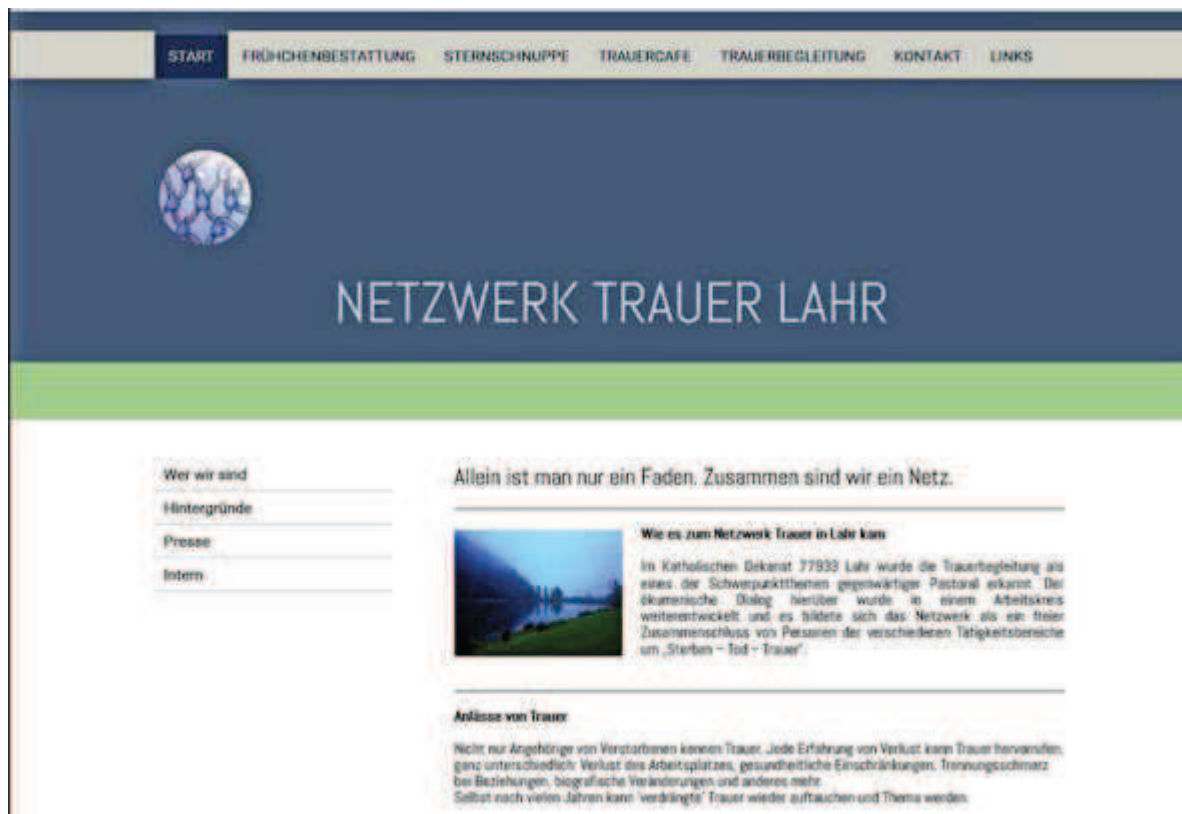 START FRÜHCHENBESTATTUNG STERNSCHNUPPE TRAUERCAFE TRAUERBEGLEITUNG KONTAKT LINKS
NETZWERK TRAUER LAHR
Wer wir sind
Hintergründe
Presse
Intern
Allein ist man nur ein Faden. Zusammen sind wir ein Netz.
Wie es zum Netzwerk Trauer in Lahr kam
Im Katholischen Dekanat 77933 Lahr wurde die Trauerbegleitung als
eines der Schwerpunktthemen gegenwärtiger Pastoral erkannt. Der
ökumenische Dialog hierüber wurde in einem Arbeitskreis
weiterentwickelt und es bildete sich das Netzwerk als ein freier
Zusammenschluss von Personen der verschiedenen Tätigkeitsbereiche
um „Sterben – Tod – Trauer".
Anlässe von Trauer
Nicht nur Angehörige von Verstorbenen kennen Trauer. Jede Erfahrung von Verlust kann Trauer hervorrufen,
ganz unterschiedlich: Verlust des Arbeitsplatzes, gesundheitliche Einschränkungen, Trennungsschmerz
bei Beziehungen, biografische Veränderungen und anderes mehr.
Selbst nach vielen Jahren kann 'verdrängte' Trauer wieder auftauchen und Thema werden.